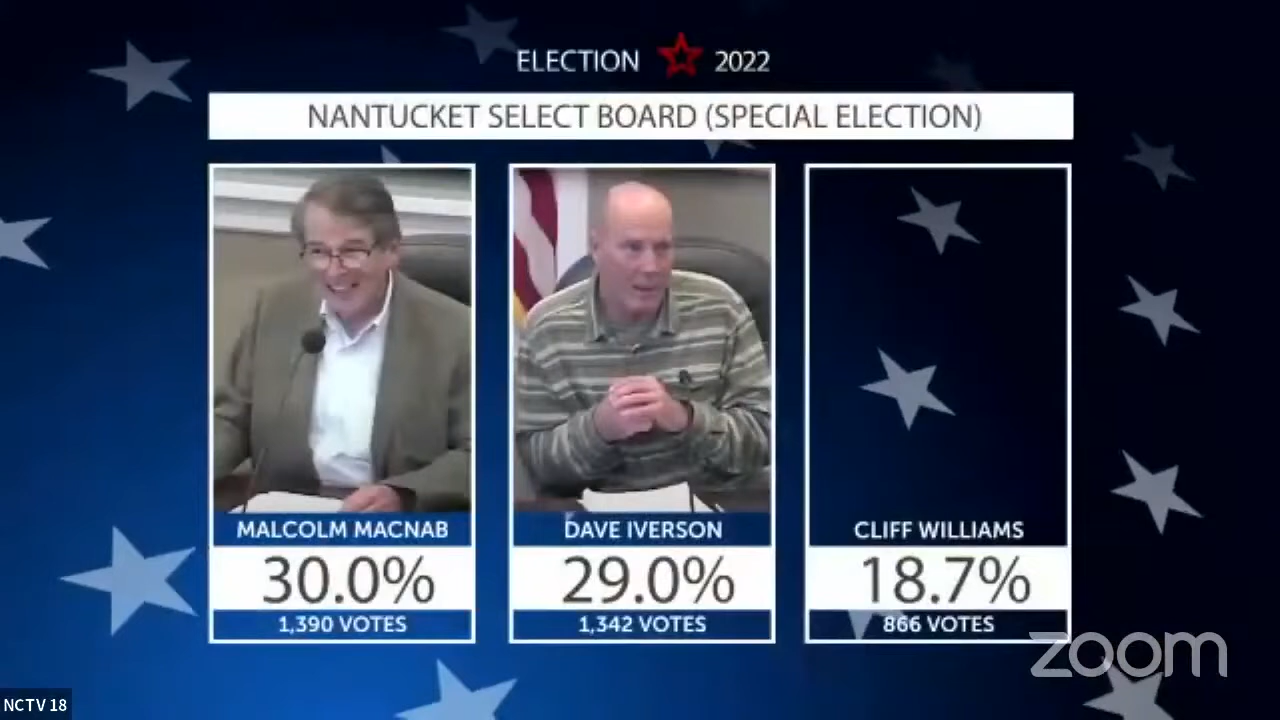 ELECTION 2022
NANTUCKET SELECT BOARD (SPECIAL ELECTION)
MALCOLM MACNAB
30.0%
1,390 VOTES
DAVE IVERSON
29.0%
1,342 VOTES
CLIFF WILLIAMS
18.7%
866 VOTES
zoom
NCTV 18